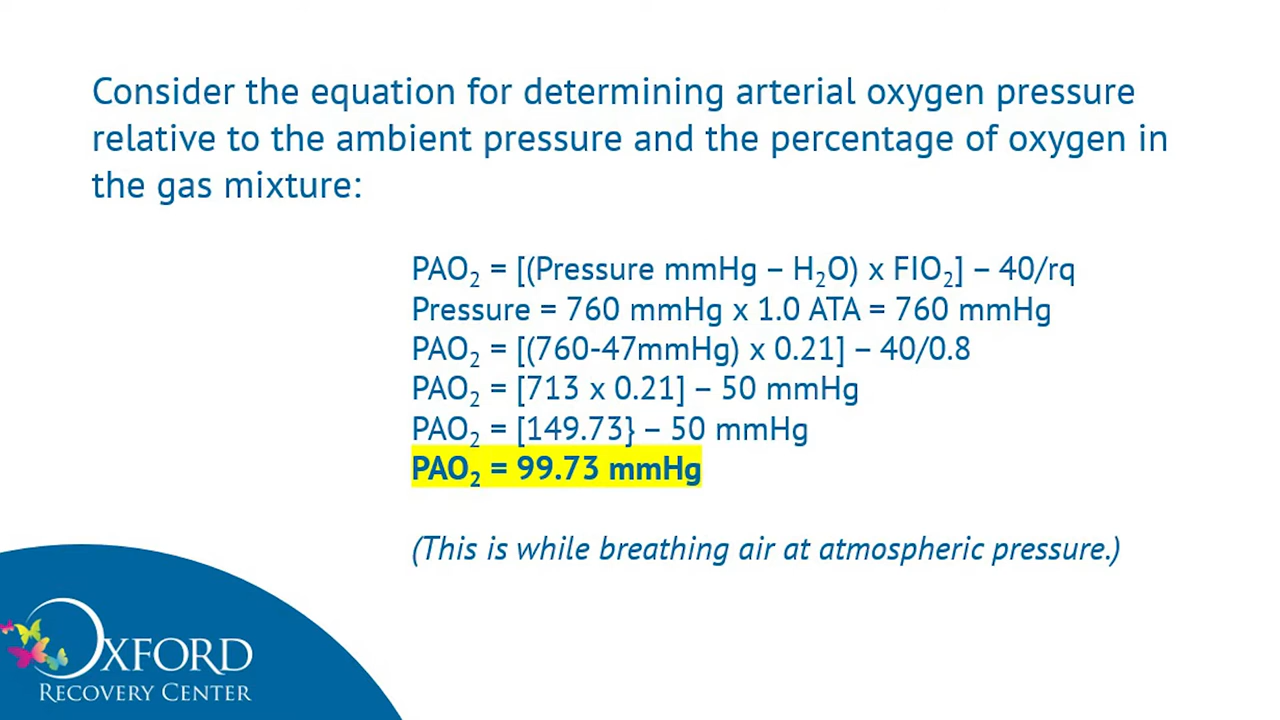 Consider the equation for determining arterial oxygen pressure
relative to the ambient pressure and the percentage of oxygen in
the gas mixture:
PAO₂ = [(Pressure mmHg – H₂O) x FIO₂] – 40/rq
Pressure = 760 mmHg x 1.0 ATA = 760 mmHg
PAO₂ = [(760-47mmHg) x 0.21] – 40/0.8
PAO₂ = [713 x 0.21] – 50 mmHg
PAO₂ = [149.73} – 50 mmHg
PAO₂ = 99.73 mmHg
(This is while breathing air at atmospheric pressure.)
OXFORD
RECOVERY CENTER